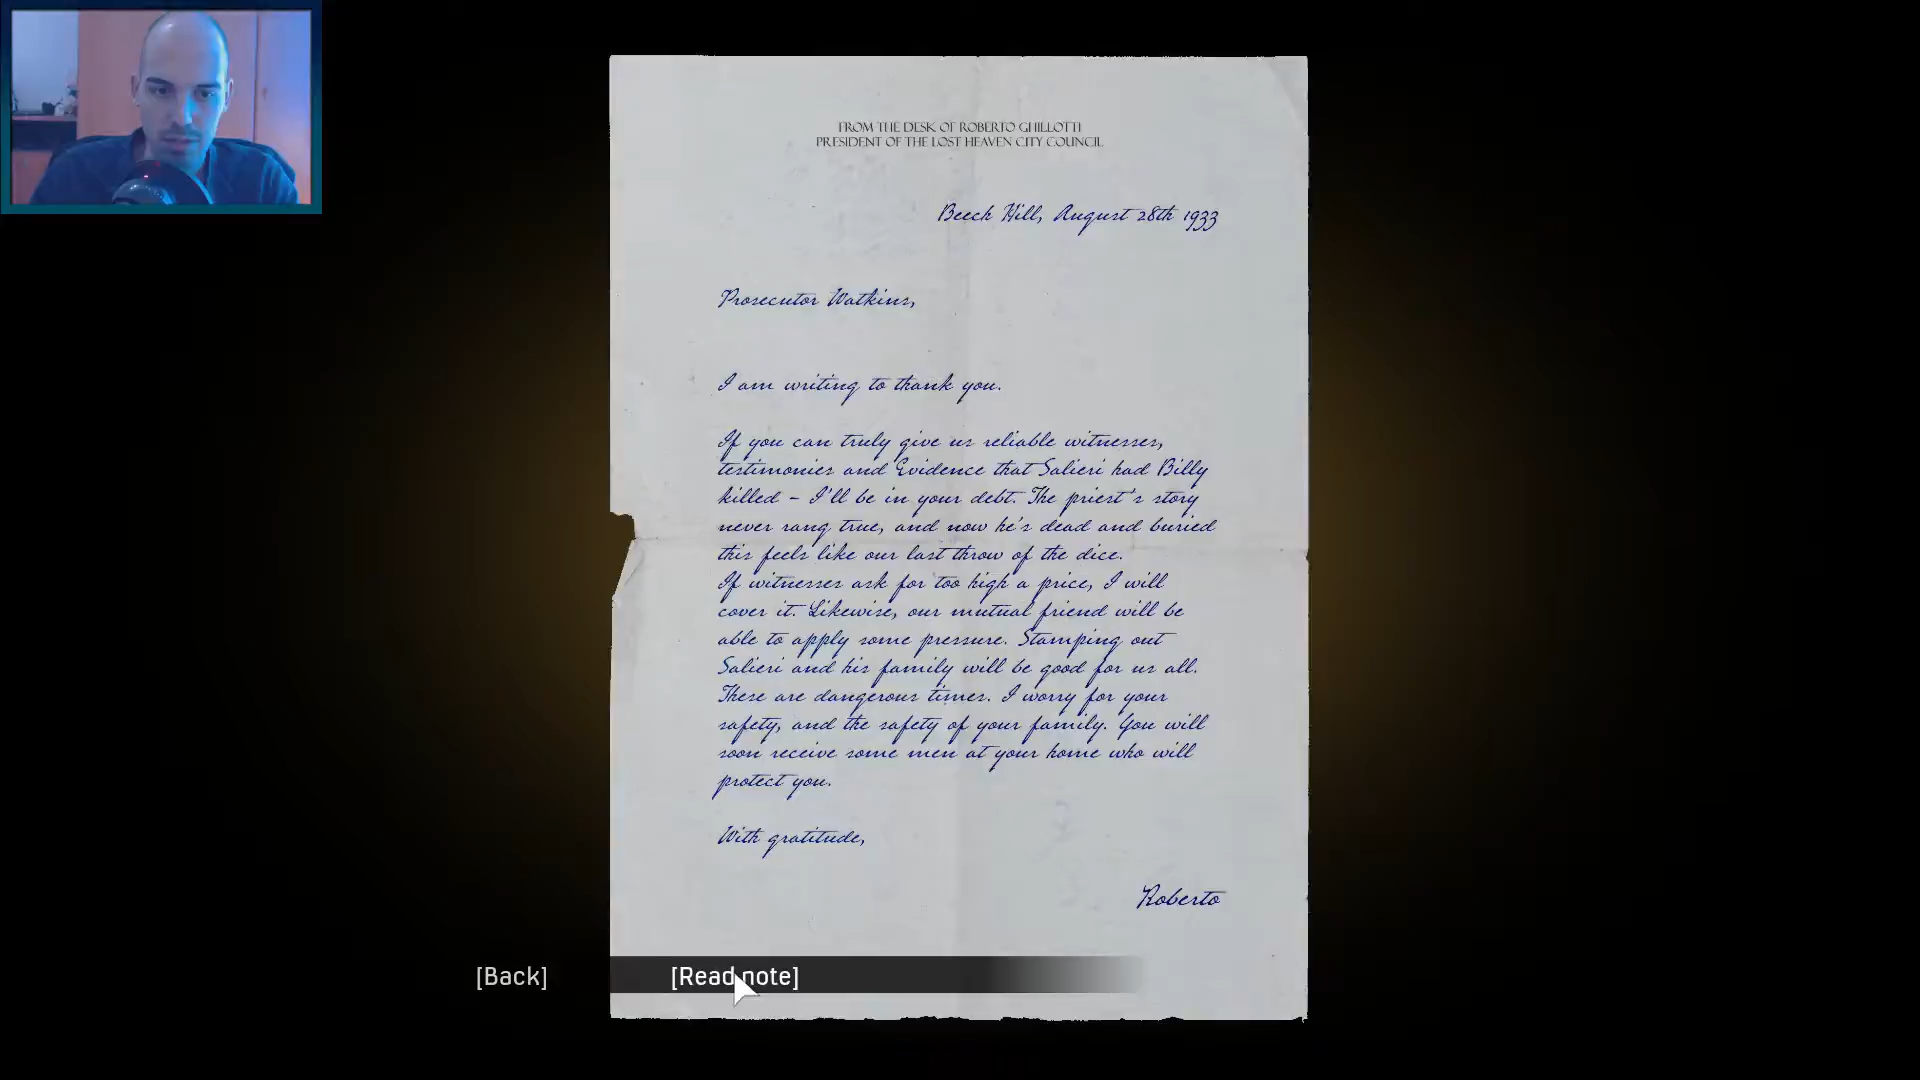 FROM THE DESK OF ROBERTO GHILLOTTI
PRESIDENT OF THE LOST HEAVEN CITY COUNCIL
Beech Hill, August 28th 1933
Prosecutor Watkins,
I am writing to thank you.
If you can truly give us reliable witnesses,
testimonies and Evidence that Salieri had Billy
killed – I'll be in your debt. The priest's story
never rang true, and now he's dead and buried
this feels like our last throw of the dice.
If witnesses ask for too high a price, I will
cover it. Likewise, our mutual friend will be
able to apply some pressure. Stamping out
Salieri and his family will be good for us all.
These are dangerous times. I worry for your
safety, and the safety of your family. You will
soon receive some men at your home who will
protect you.
With gratitude,
Roberto
[Back] [Read note]